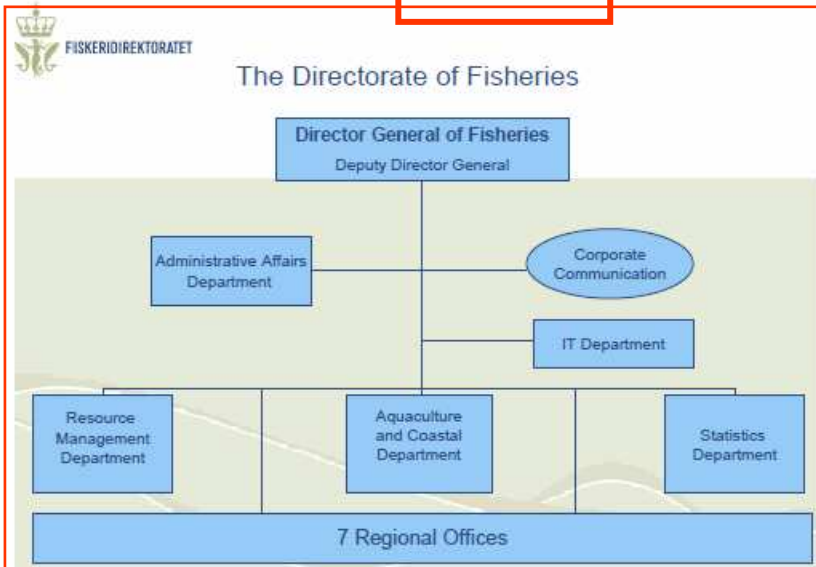 FISKERIDIREKTORATET
The Directorate of Fisheries
Director General of Fisheries
Deputy Director General
Administrative Affairs
Department
Corporate
Communication
IT Department
Resource
Management
Department
Aquaculture
and Coastal
Department
Statistics
Department
7 Regional Offices